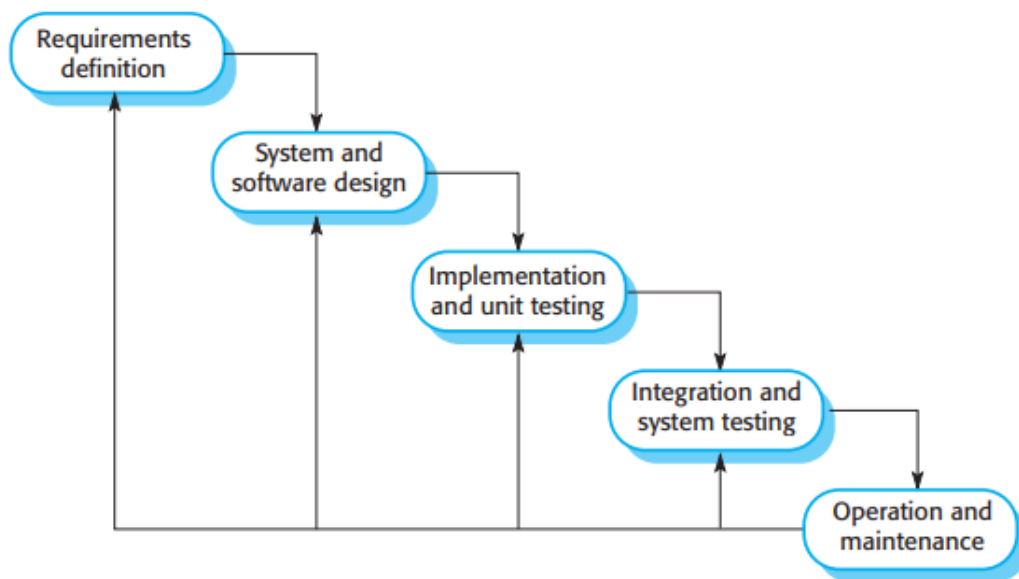 Requirements
definition
System and
software design
Implementation
and unit testing
Integration and
system testing
Operation and
maintenance